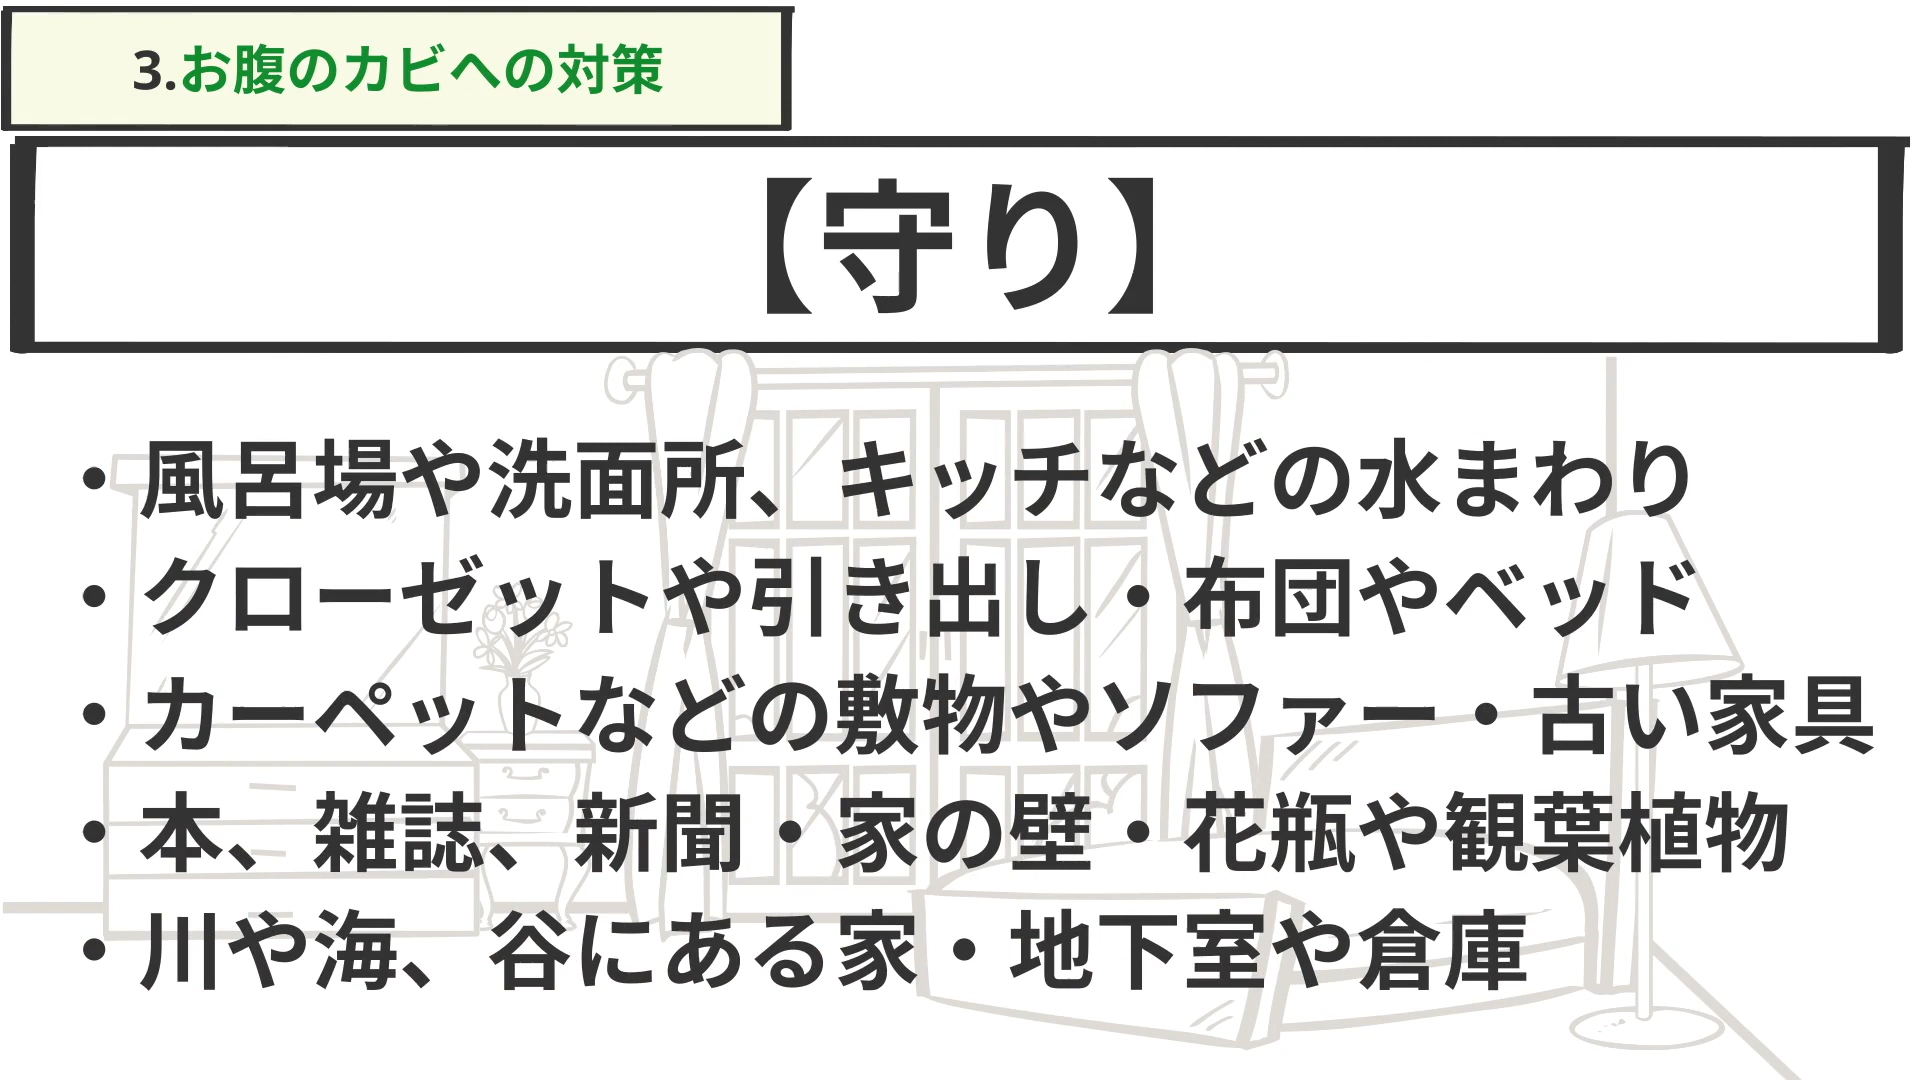 3.お腹のカビへの対策
【守り】
・風呂場や洗面所、キッチなどの水まわり
・クローゼットや引き出し・布団やベッド
・カーペットなどの敷物やソファー・古い家具
・本、雑誌、新聞・家の壁・花瓶や観葉植物
・川や海、谷にある家・地下室や倉庫